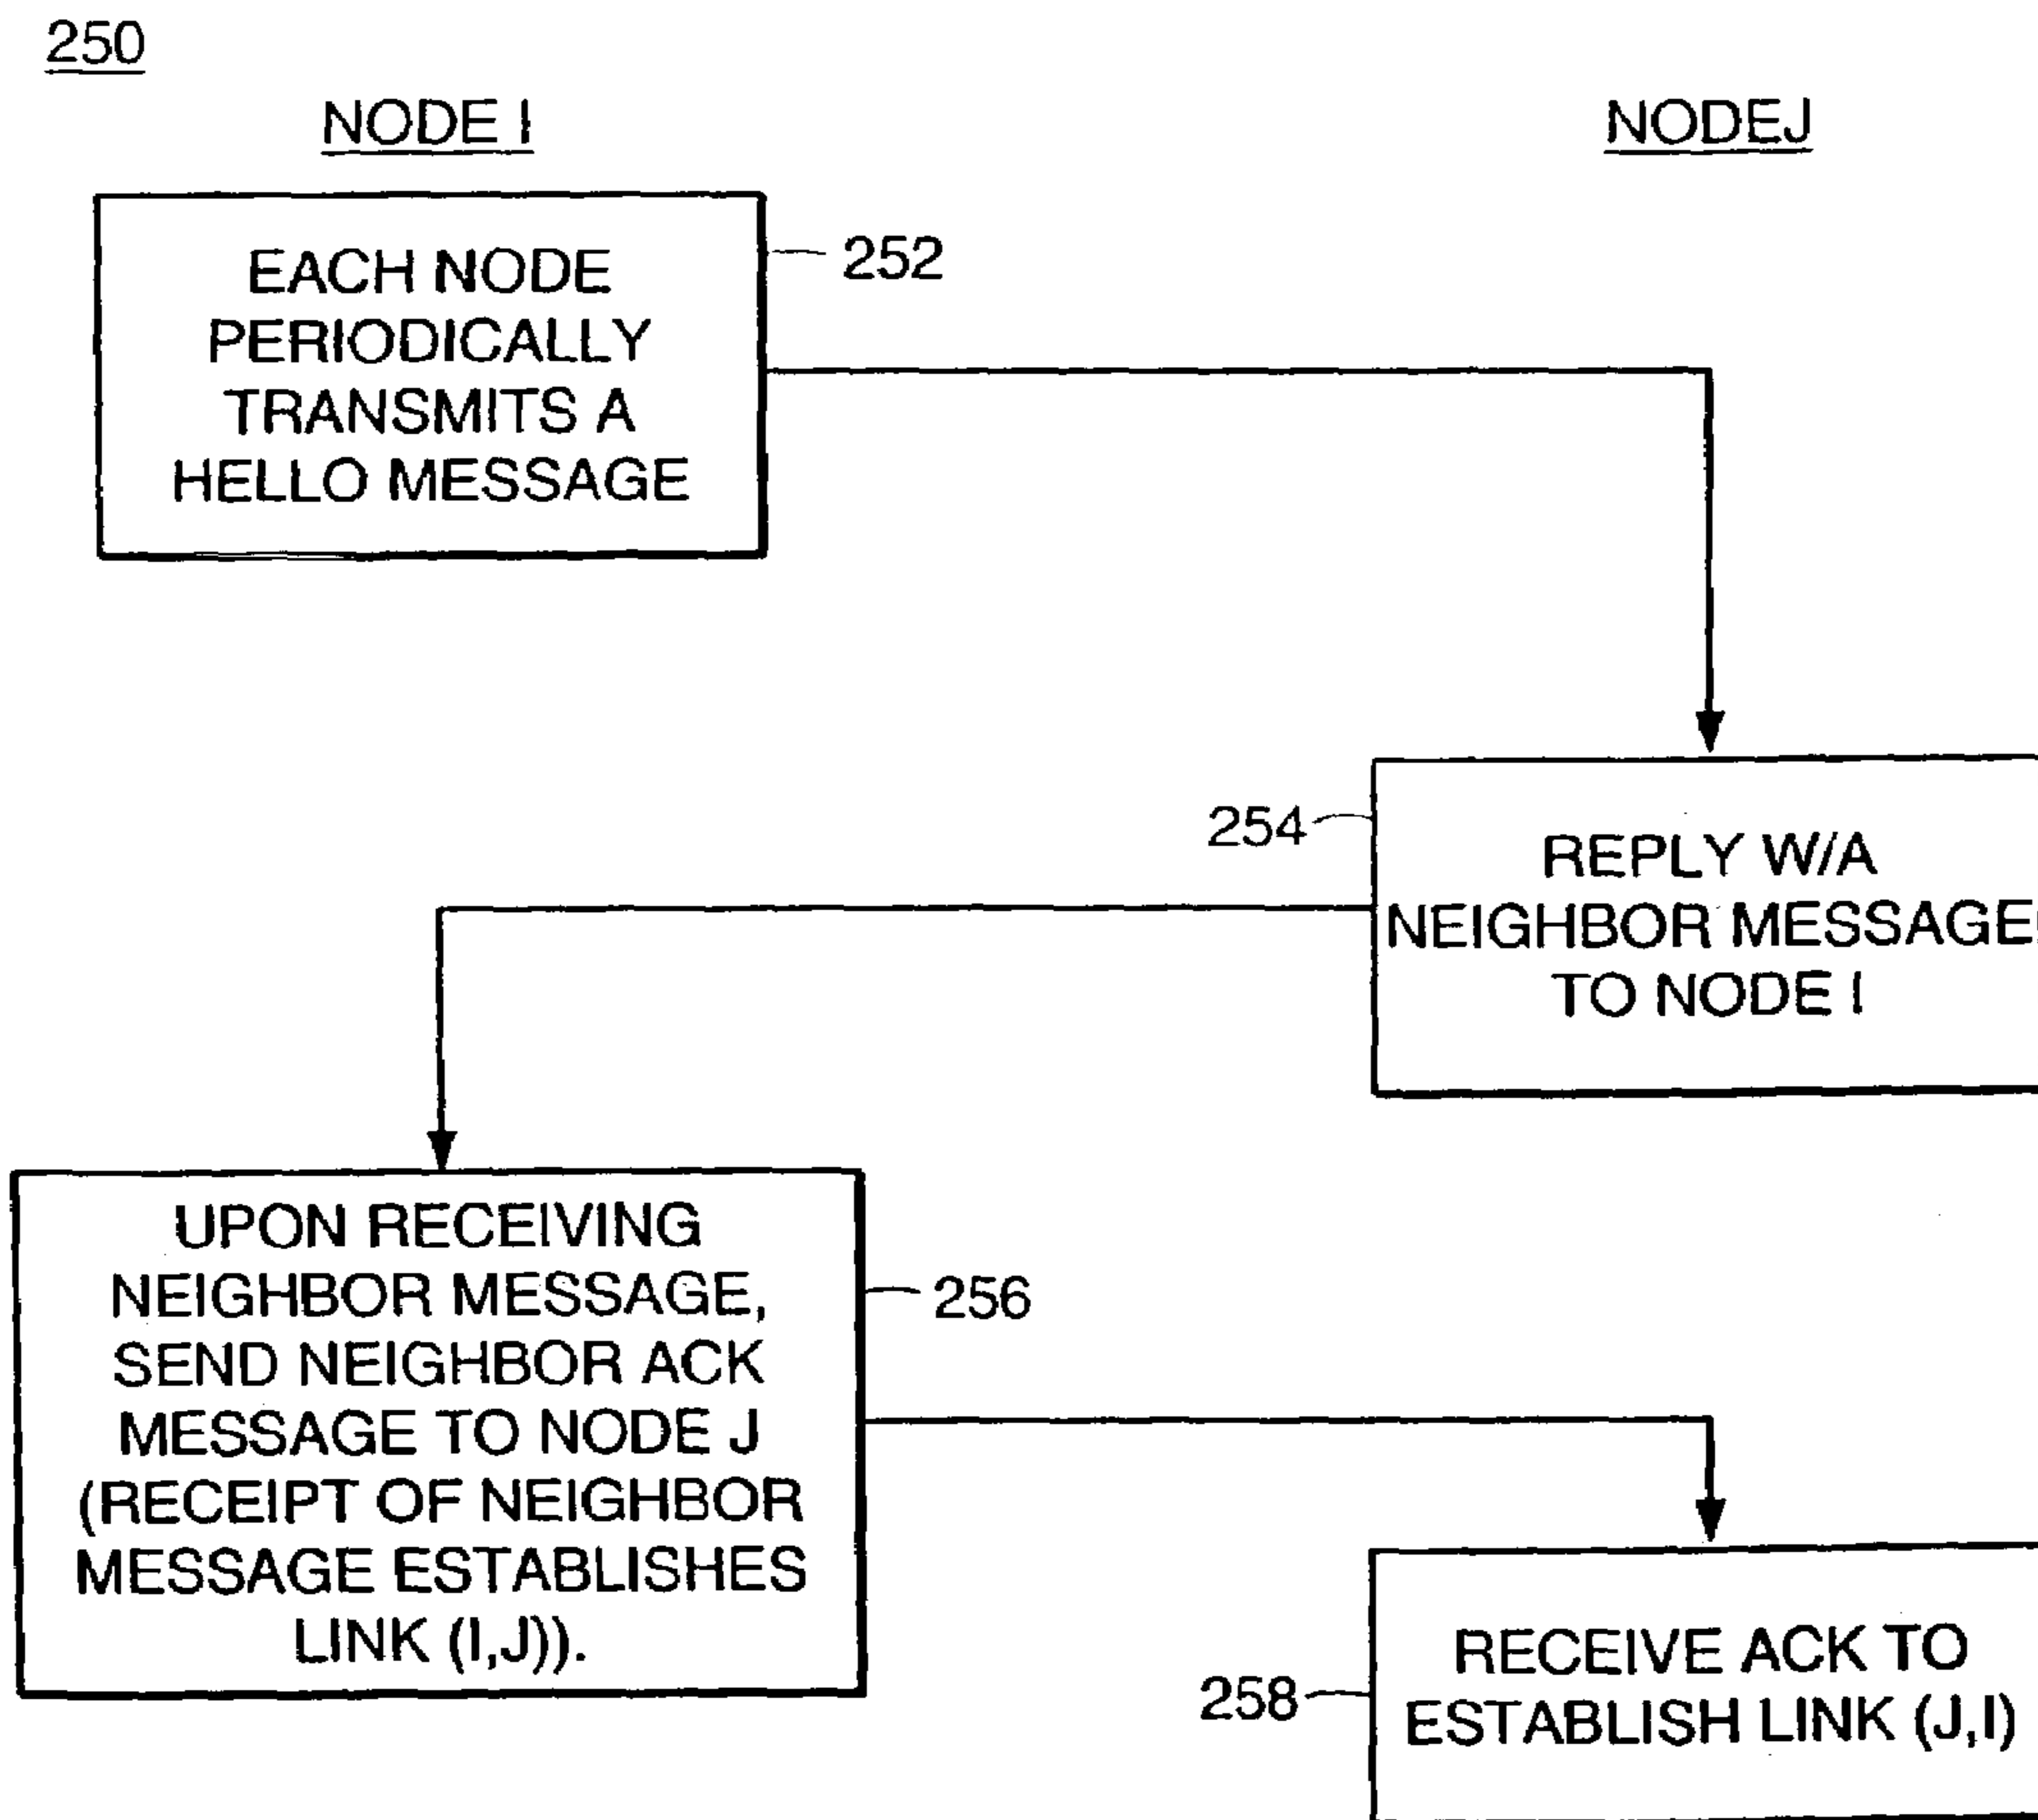 250
NODE I
NODEJ
EACH NODE
PERIODICALLY
TRANSMITS A
HELLO MESSAGE
252
254
REPLY W/A
NEIGHBOR MESSAGE
TO NODE I
UPON RECEIVING
NEIGHBOR MESSAGE,
SEND NEIGHBOR ACK
MESSAGE TO NODE J
(RECEIPT OF NEIGHBOR
MESSAGE ESTABLISHES
LINK (I,J)).
256
258
RECEIVE ACK TO
ESTABLISH LINK (J,I)